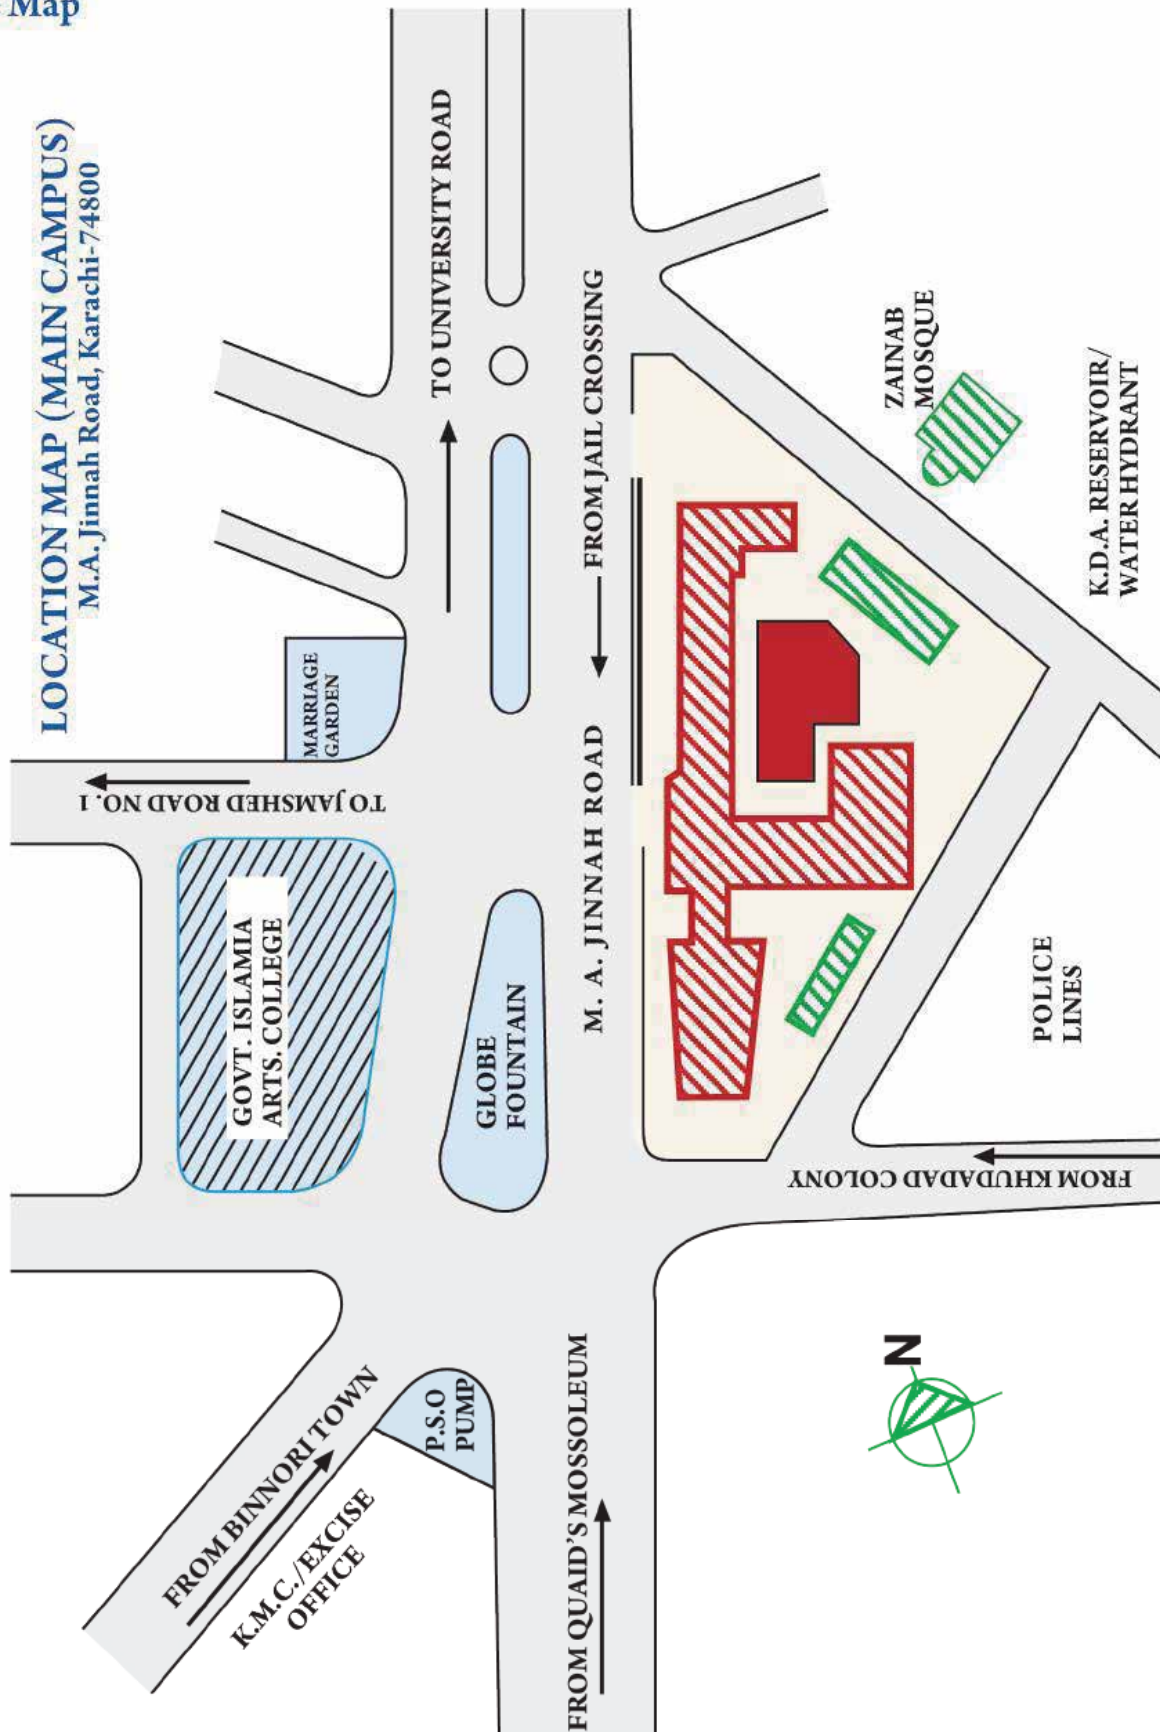 Map
LOCATION MAP (MAIN CAMPUS)
M.A. Jinnah Road, Karachi-74800
TO UNIVERSITY ROAD
FROM JAIL CROSSING
ZAINAB
MOSQUE
K.D.A. RESERVOIR/
WATER HYDRANT
MARRIAGE
GARDEN
TO JAMSHED ROAD NO. 1
GOVT. ISLAMIA
ARTS. COLLEGE
GLOBE
FOUNTAIN
M. A. JINNAH ROAD
POLICE
LINES
FROM KHUDADAD COLONY
FROM BINNORI TOWN
K.M.C./EXCISE
OFFICE
P.S.O
PUMP
FROM QUAID'S MOSSOLEUM
N